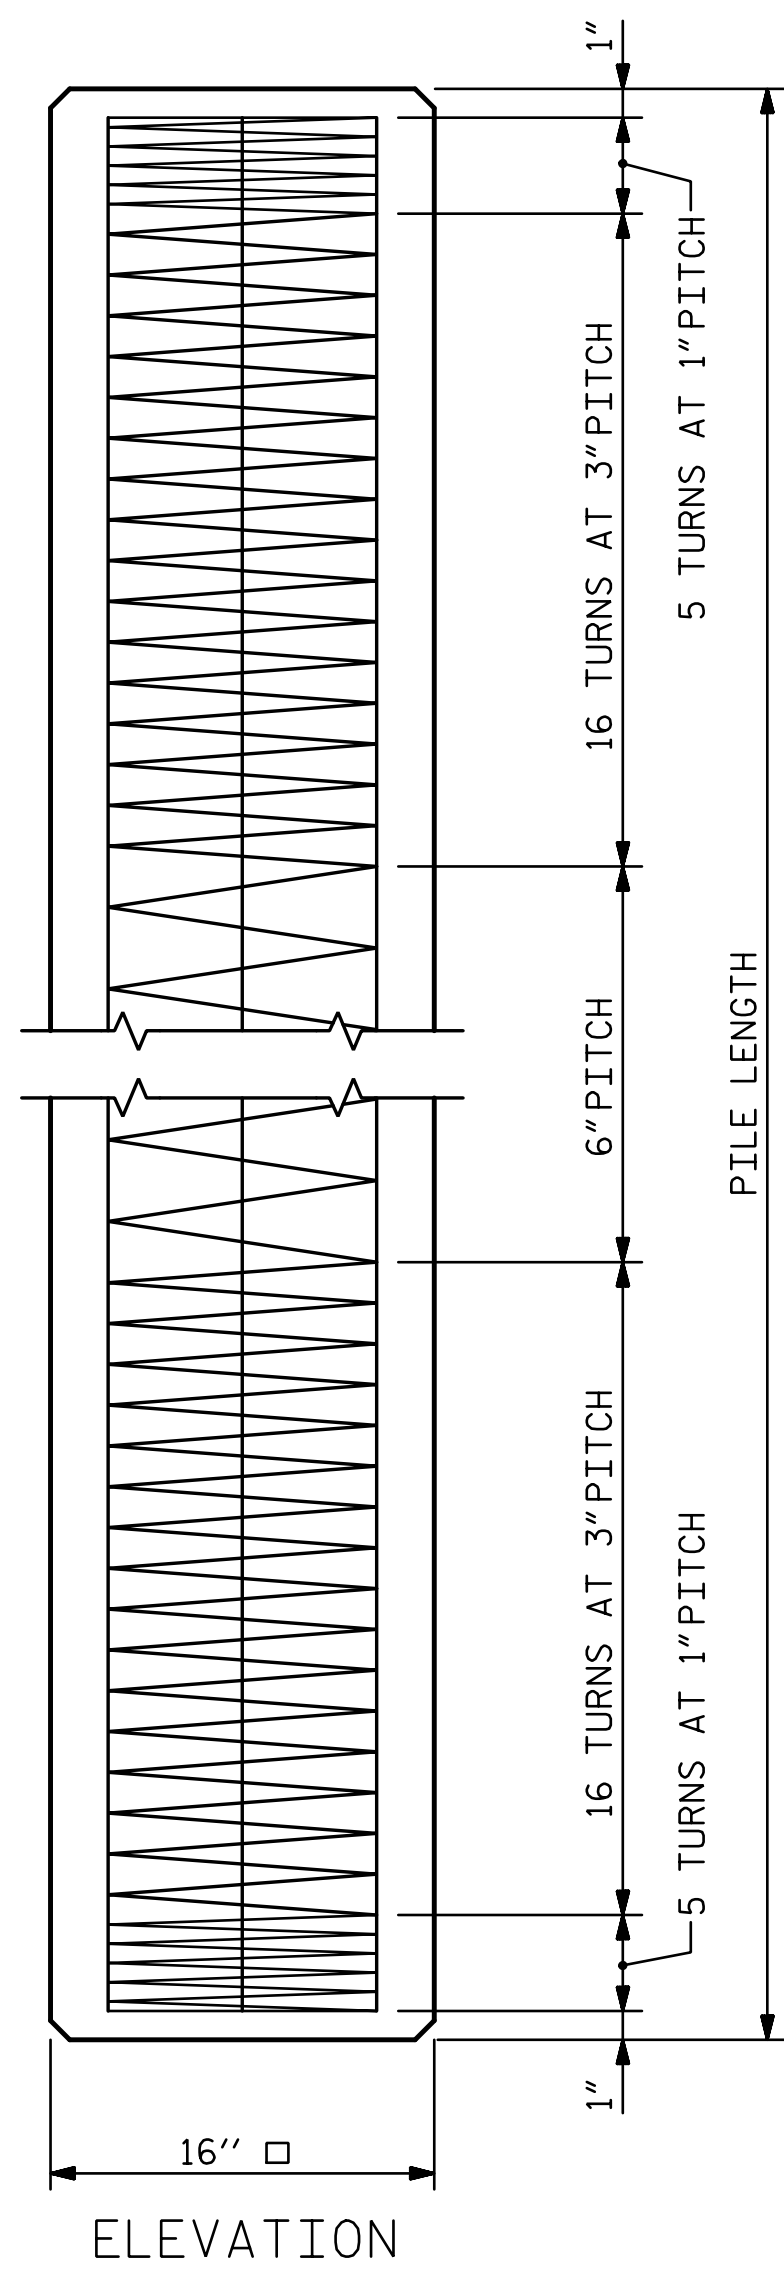 1″
5 TURNS AT 1″PITCH
16 TURNS AT 3″PITCH
6″PITCH
PILE LENGTH
16 TURNS AT 3″PITCH
5 TURNS AT 1″PITCH
1″
16″ □
ELEVATION